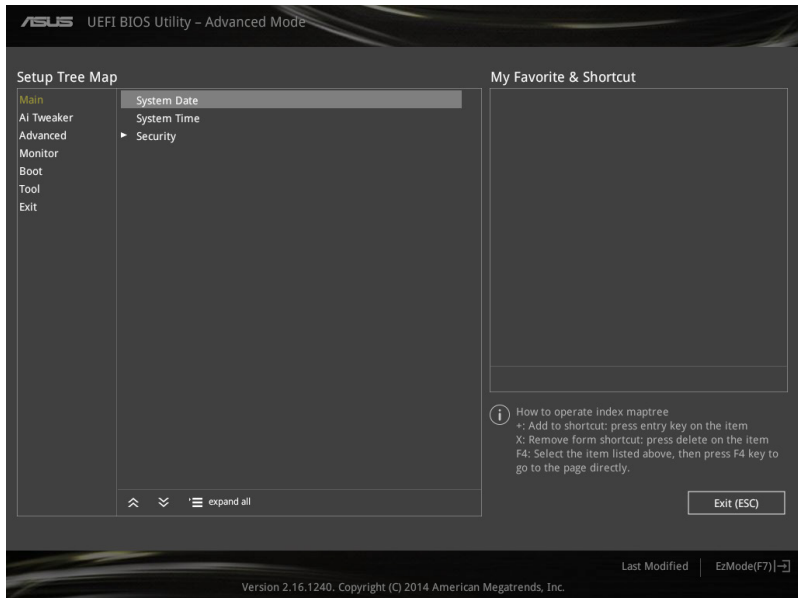 ASUS UEFI BIOS Utility – Advanced Mode
Setup Tree Map
Main
Ai Tweaker
Advanced
Monitor
Boot
Tool
Exit
System Date
System Time
Security
expand all
My Favorite & Shortcut
How to operate index maptree
+: Add to shortcut: press entry key on the item
X: Remove form shortcut: press delete on the item
F4: Select the item listed above, then press F4 key to
go to the page directly.
Exit (ESC)
Last Modified
EzMode(F7)
Version 2.16.1240. Copyright (C) 2014 American Megatrends, Inc.